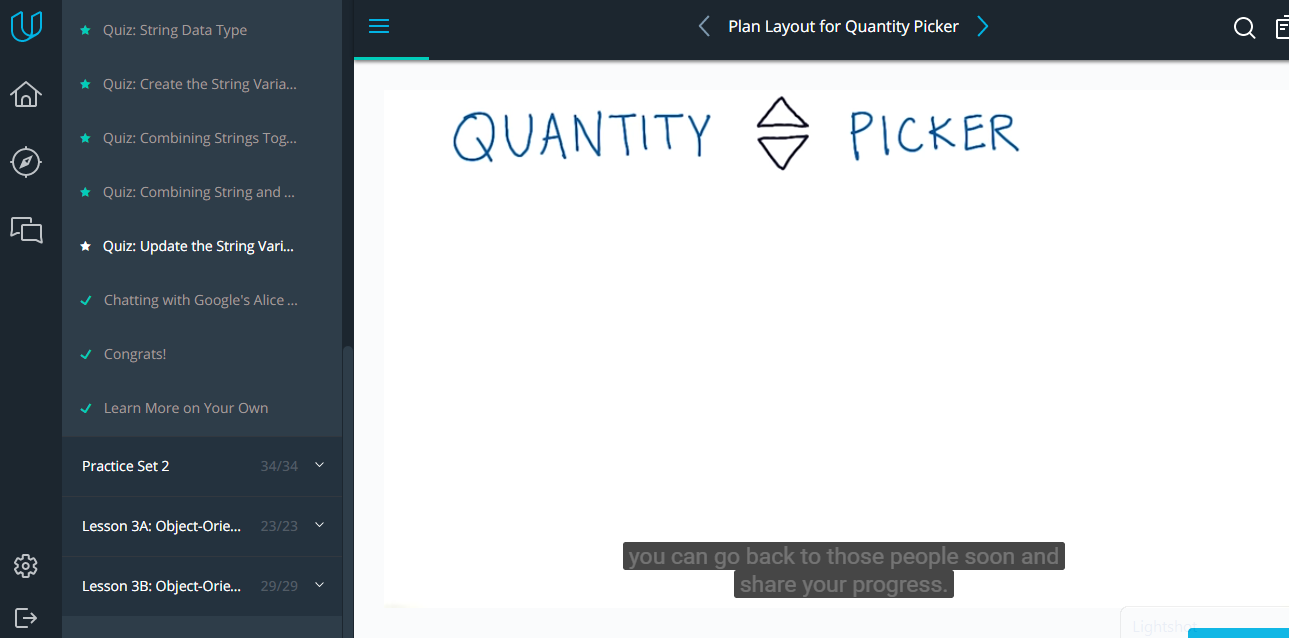 Quiz: String Data Type
Quiz: Create the String Varia...
Quiz: Combining Strings Tog...
Quiz: Combining String and ...
Quiz: Update the String Vari...
Chatting with Google's Alice ...
Congrats!
Learn More on Your Own
Practice Set 2 34/34
Lesson 3A: Object-Orie... 23/23
Lesson 3B: Object-Orie... 29/29
Plan Layout for Quantity Picker
QUANTITY PICKER
you can go back to those people soon and
share your progress.
Lightshot